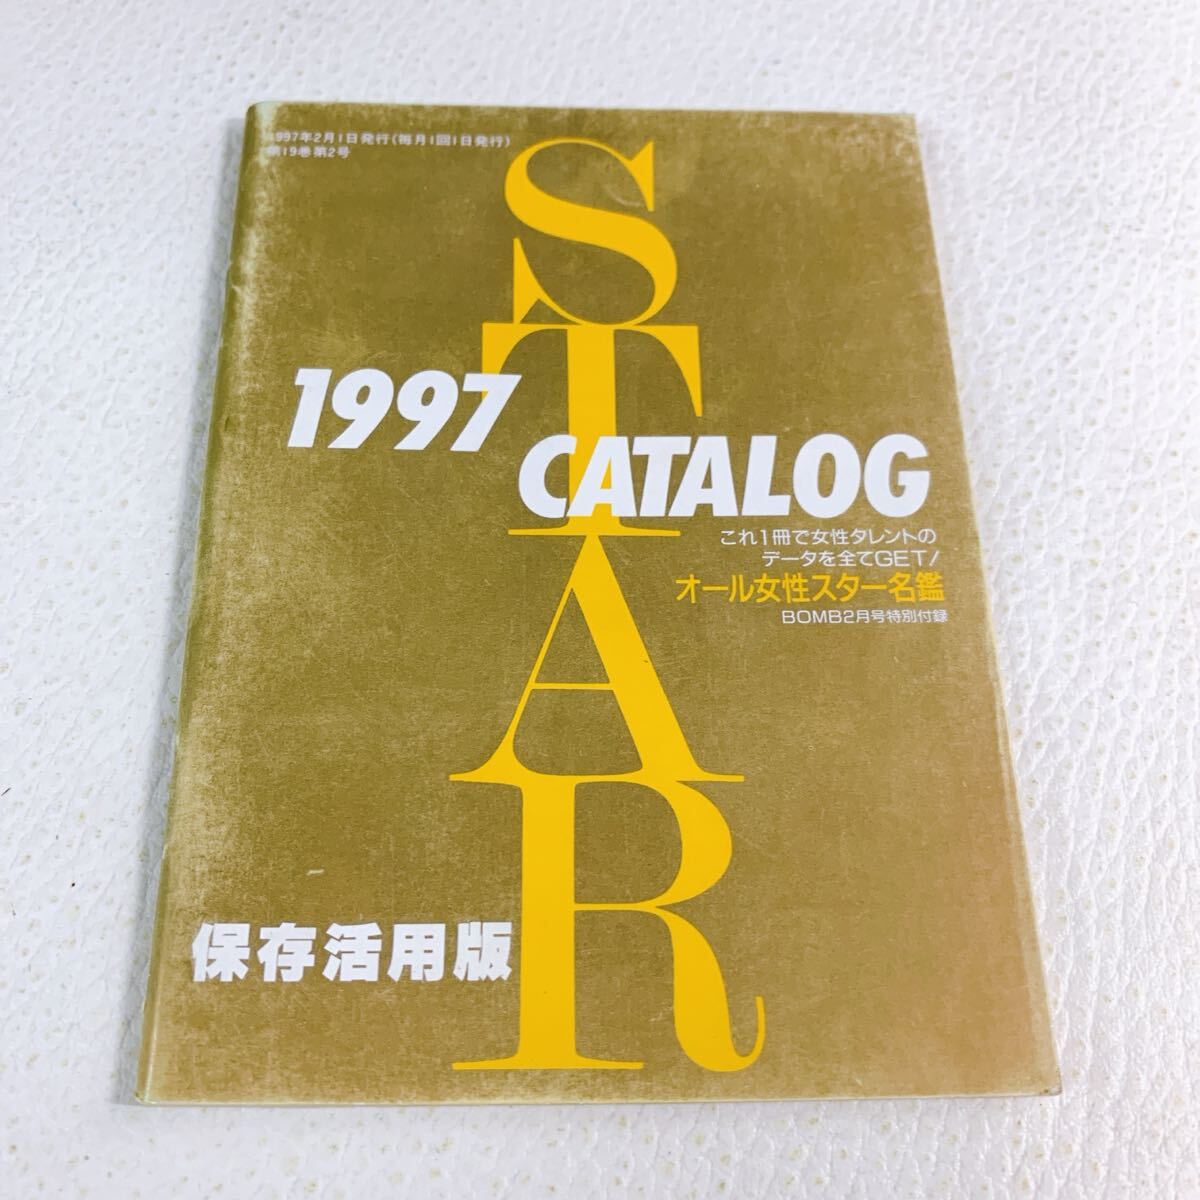 1997年2月1日発行(毎月1回1日発行)
第19巻第2号
STAR
1997
CATALOG
これ1冊で女性タレントの
データを全てGET!
オール女性スター名鑑
BOMB2月号特別付録
保存活用版